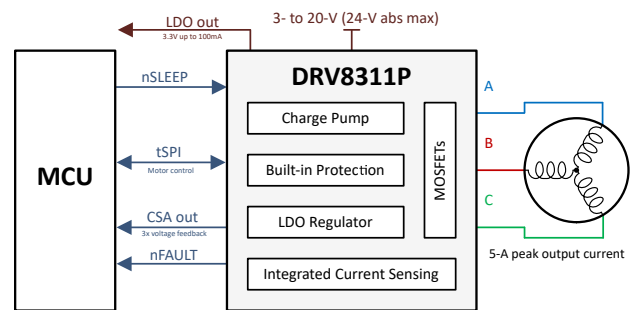 LDO out
3.3V up to 100mA
3- to 20-V (24-V abs max)
MCU
nSLEEP
tSPI
Motor control
CSA out
3x voltage feedback
nFAULT
DRV8311P
Charge Pump
Built-in Protection
LDO Regulator
Integrated Current Sensing
MOSFETs
A
B
C
5-A peak output current